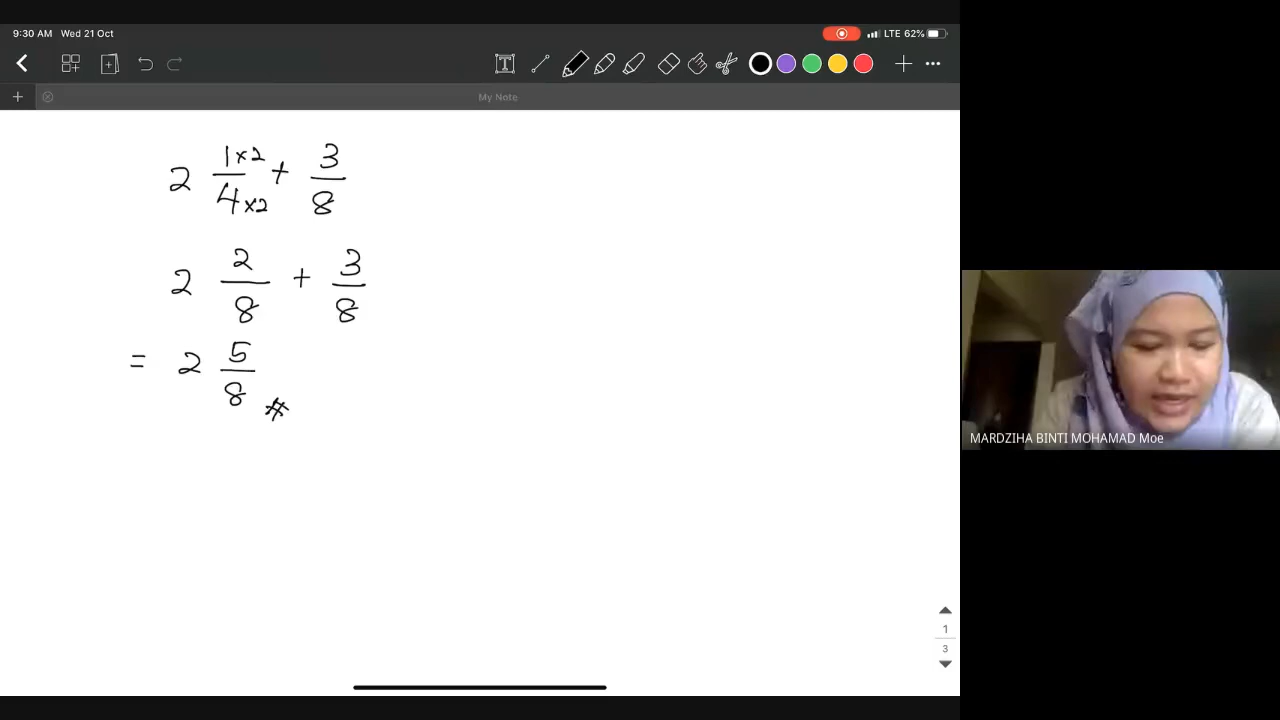 9:30 AM Wed 21 Oct
LTE 62%
T
My Note
2 1×2/4×2 + 3/8
2 2/8 + 3/8
= 2 5/8 #
MARDZIHA BINTI MOHAMAD Moe
1
3